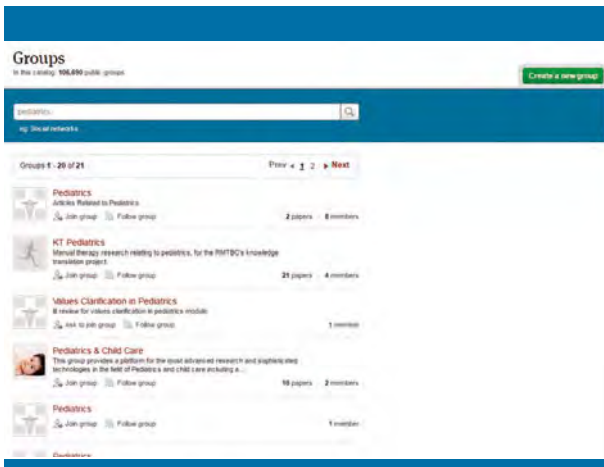 Groups
In this catalog: 106,690 public groups
Create a new group
pediatrics
eg. Social networks
Groups 1 - 20 of 21 Prev 1 2 Next
Pediatrics
Articles Related to Pediatrics
Join group Follow group 2 papers 8 members
KT Pediatrics
Manual therapy research relating to pediatrics, for the RMTBC's knowledge
translation project.
Join group Follow group 21 papers 4 members
Values Clarification in Pediatrics
review for values clarification in pediatrics module
Ask to join group Follow group 1 member
Pediatrics & Child Care
This group provides a platform for the most advanced research and sophisticated
technologies in the field of Pediatrics and child care including a...
Join group Follow group 10 papers 2 members
Pediatrics
Join group Follow group 1 member
Pediatrics